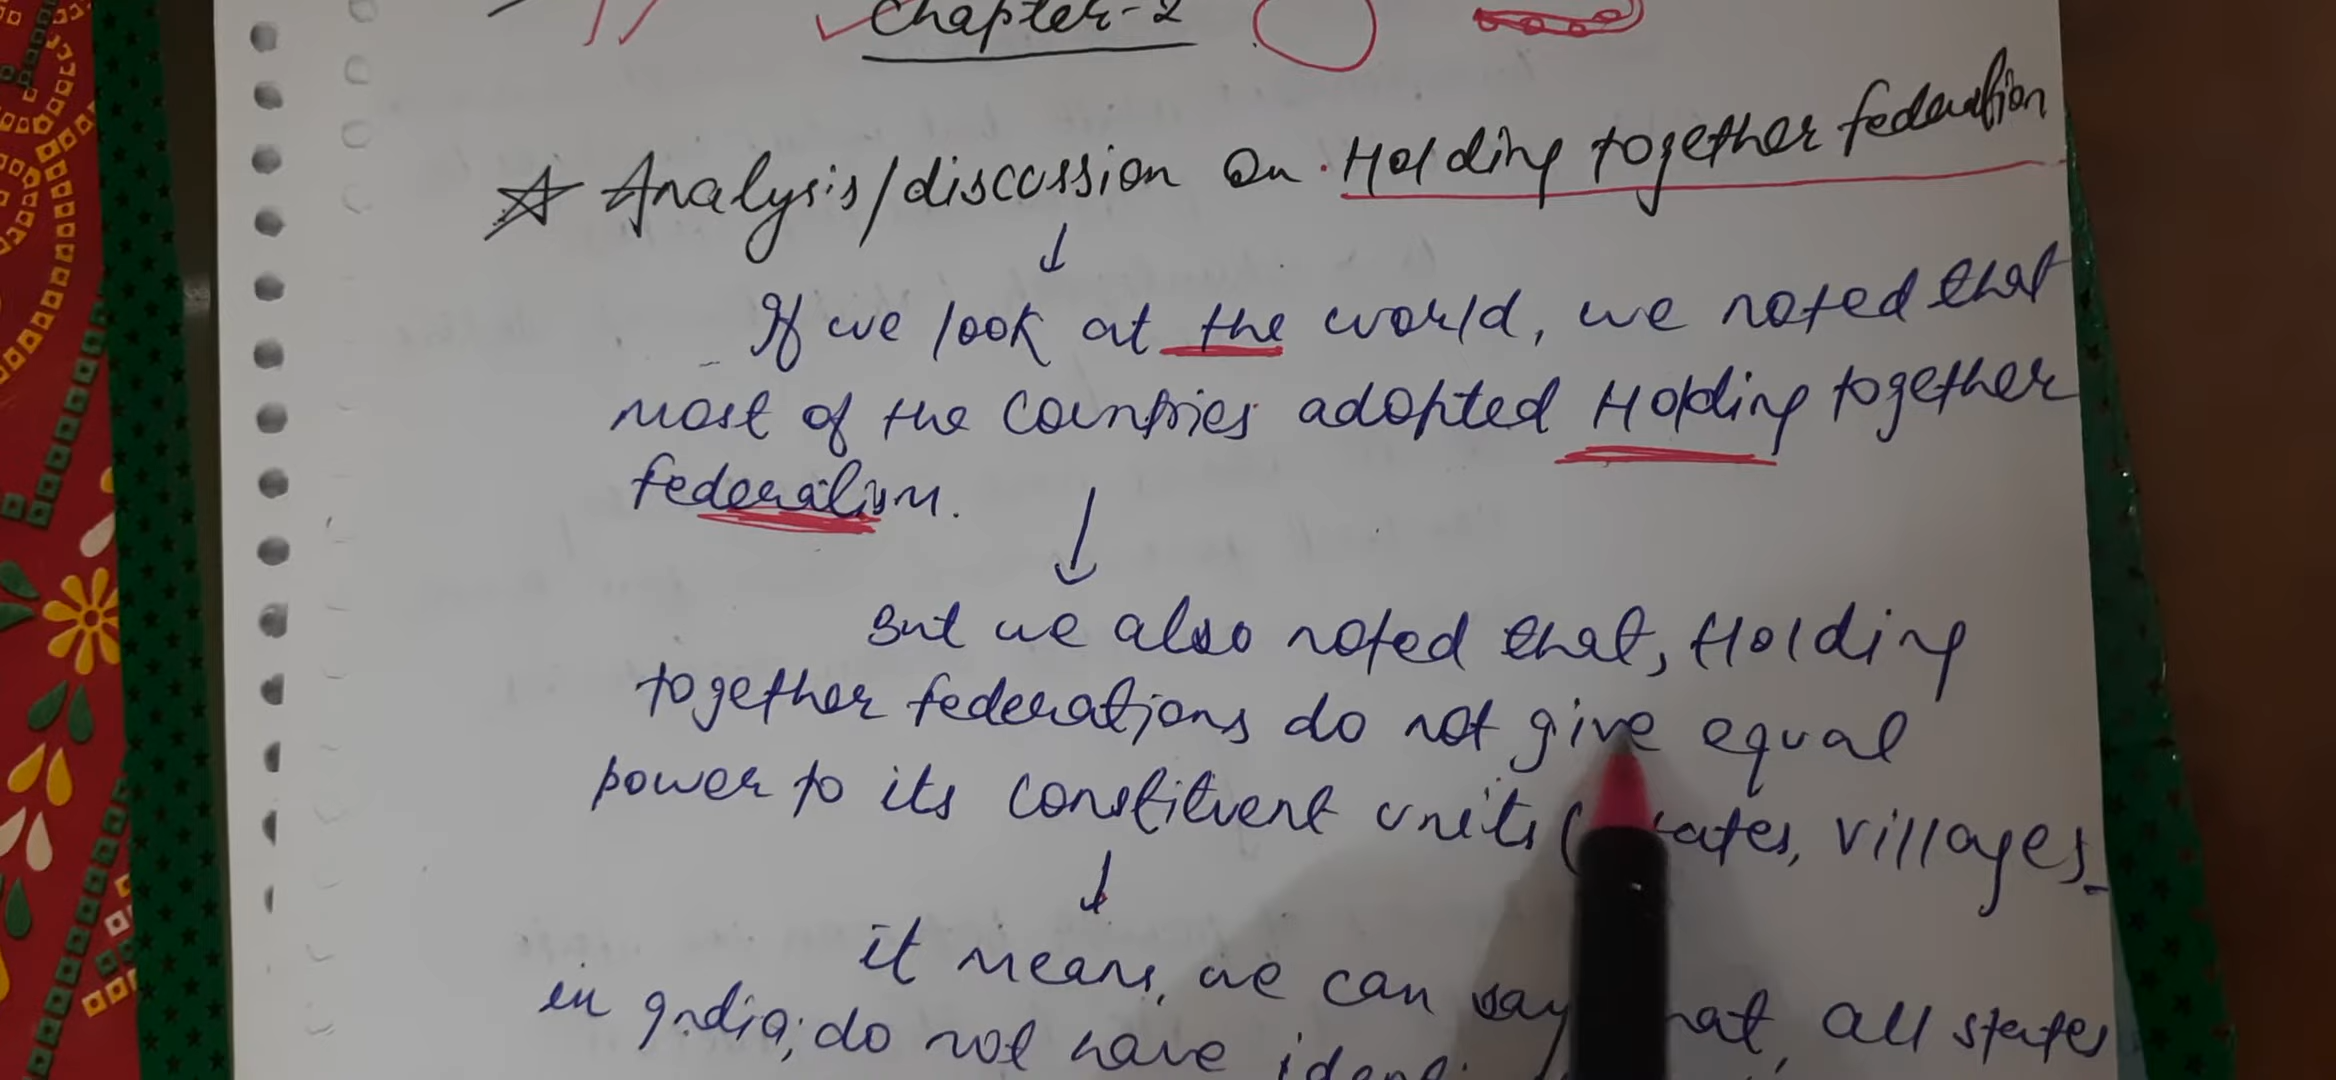 Chapter-2
Analysis/discussion on Holding together federation
If we look at the world, we noted that
most of the countries adopted Holding together
federalism.
But we also noted that, Holding
together federations do not give equal
power to its constituent units (states, villages
it means, we can say that, all states
in India; do not have